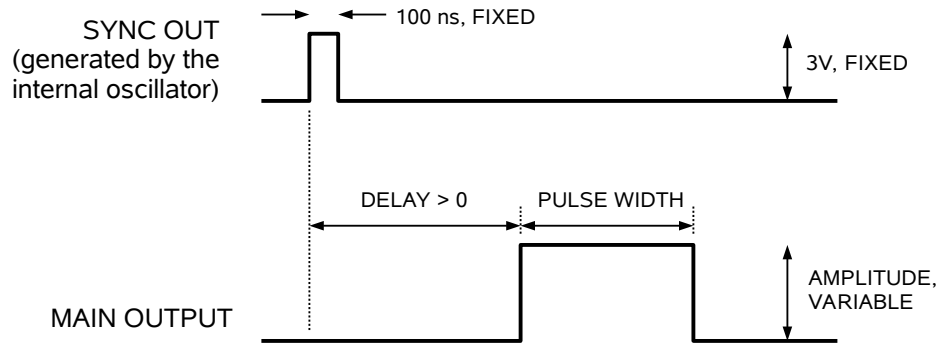 100 ns, FIXED
SYNC OUT
(generated by the
internal oscillator)
3V, FIXED
DELAY > 0
PULSE WIDTH
AMPLITUDE,
VARIABLE
MAIN OUTPUT